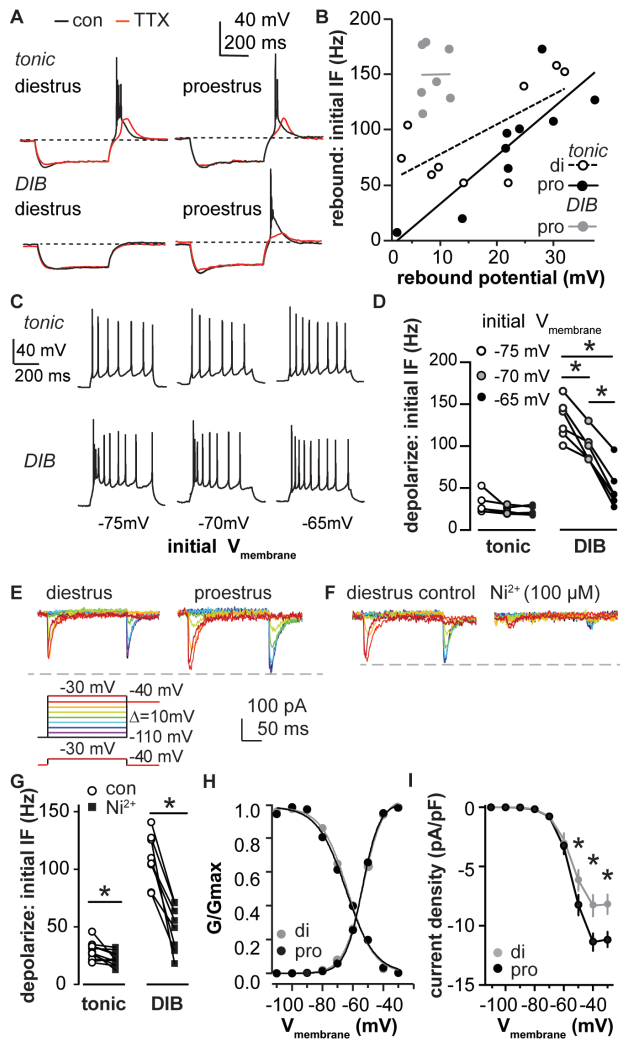 A
con TTX
40 mV
200 ms
tonic
diestrus
proestrus
DIB
diestrus
proestrus
B
rebound: initial IF (Hz)
200
150
100
50
0
0 10 20 30
rebound potential (mV)
tonic
di
pro
DIB
pro
C
tonic
40 mV
200 ms
DIB
-75mV -70mV -65mV
initial Vmembrane
D
initial Vmembrane
-75 mV
-70 mV
-65 mV
depolarize: initial IF (Hz)
200
150
100
50
0
* * *
tonic DIB
E
diestrus proestrus
-30 mV -40 mV
Δ=10mV
-110 mV
-30 mV -40 mV
100 pA
50 ms
F
diestrus control Ni2+ (100 µM)
G
con
Ni2+
depolarize: initial IF (Hz)
150
100
50
0
* *
tonic DIB
H
G/Gmax
1.0
0.8
0.6
0.4
0.2
0.0
di
pro
-100 -80 -60 -40
Vmembrane (mV)
I
current density (pA/pF)
0
-5
-10
-15
* * *
di
pro
-100 -80 -60 -40
Vmembrane (mV)